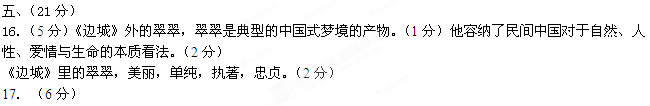 五、（21 分）
16．（5 分）《边城》外的翠翠，翠翠是典型的中国式梦境的产物。（1 分）他容纳了民间中国对于自然、人
性、爱情与生命的本质看法。（2 分）
《边城》里的翠翠，美丽，单纯，执著，忠贞。（2 分）
17．（6 分）